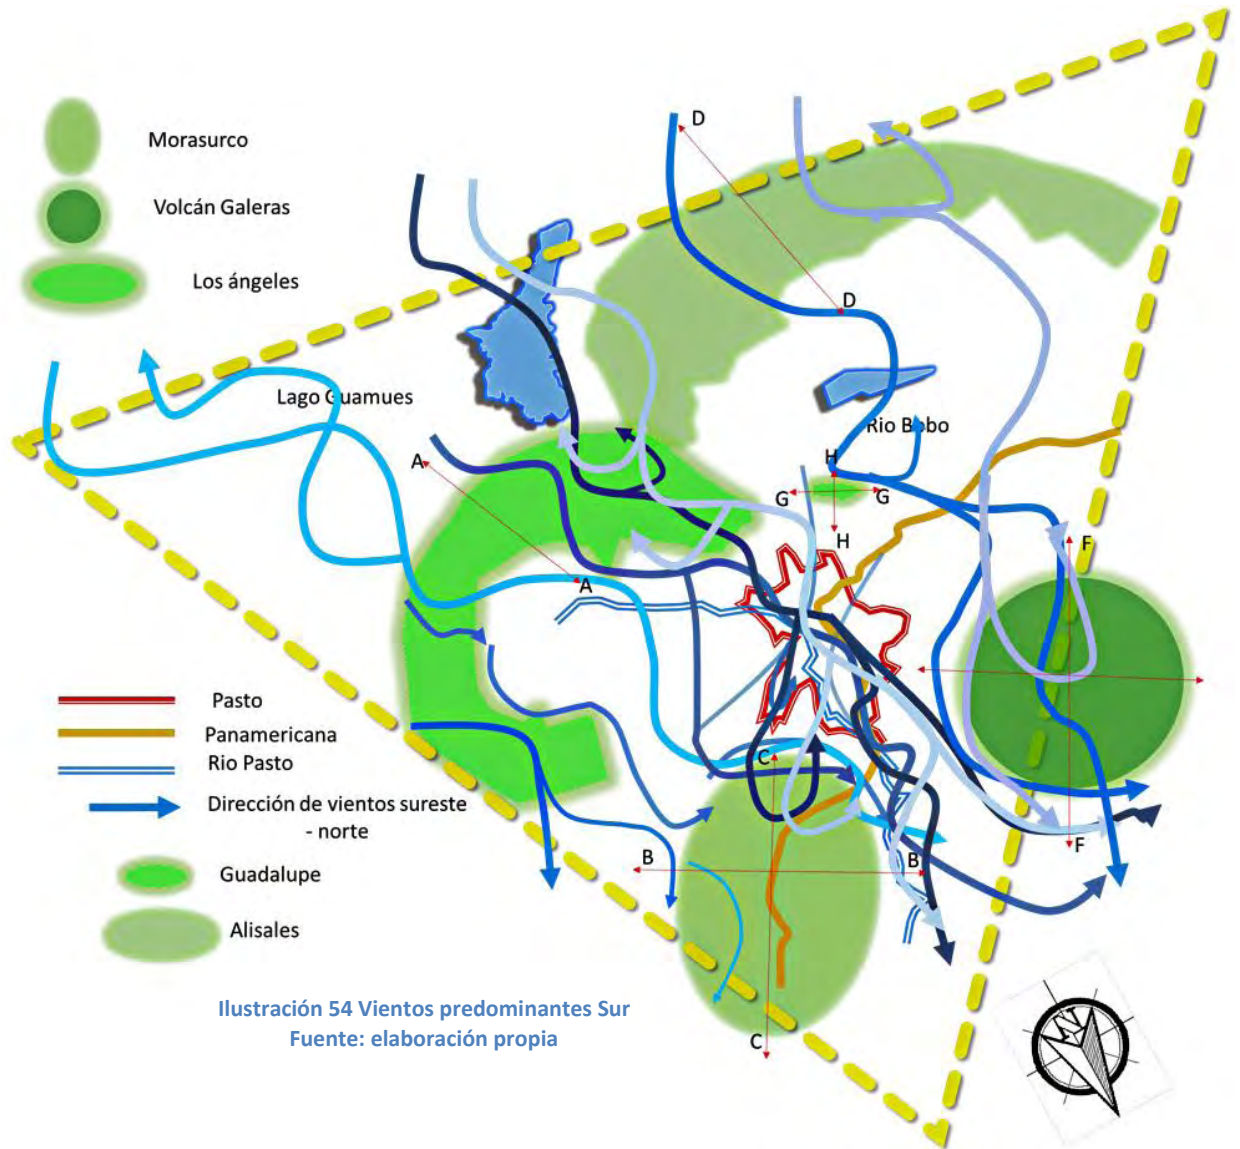 D
Morasurco
Volcán Galeras
Los ángeles
D
Lago Guamues
Rio Bobo
A
H
G
G
H
F
A
Pasto
Panamericana
Rio Pasto
Dirección de vientos sureste
- norte
C
F
B
B
Guadalupe
Alisales
Ilustración 54 Vientos predominantes Sur
Fuente: elaboración propia
C
N